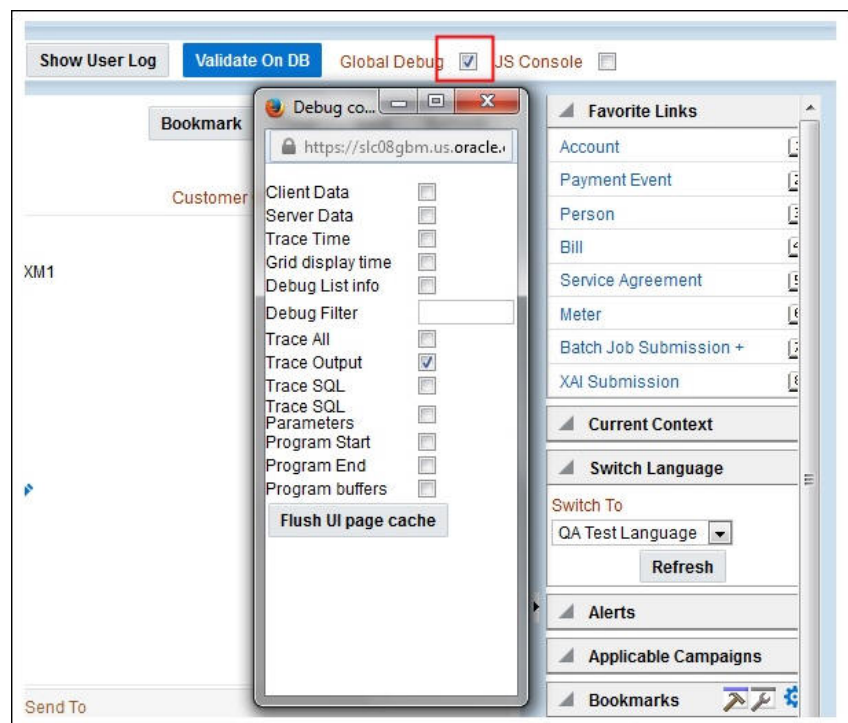 Show User Log Validate On DB Global Debug JS Console
Debug co...
https://slc08gbm.us.oracle.
Bookmark
Customer
XM1
Client Data
Server Data
Trace Time
Grid display time
Debug List info
Debug Filter
Trace All
Trace Output
Trace SQL
Trace SQL
Parameters
Program Start
Program End
Program buffers
Flush UI page cache
Send To
Favorite Links
Account
Payment Event
Person
Bill
Service Agreement
Meter
Batch Job Submission +
XAI Submission
Current Context
Switch Language
Switch To
QA Test Language
Refresh
Alerts
Applicable Campaigns
Bookmarks